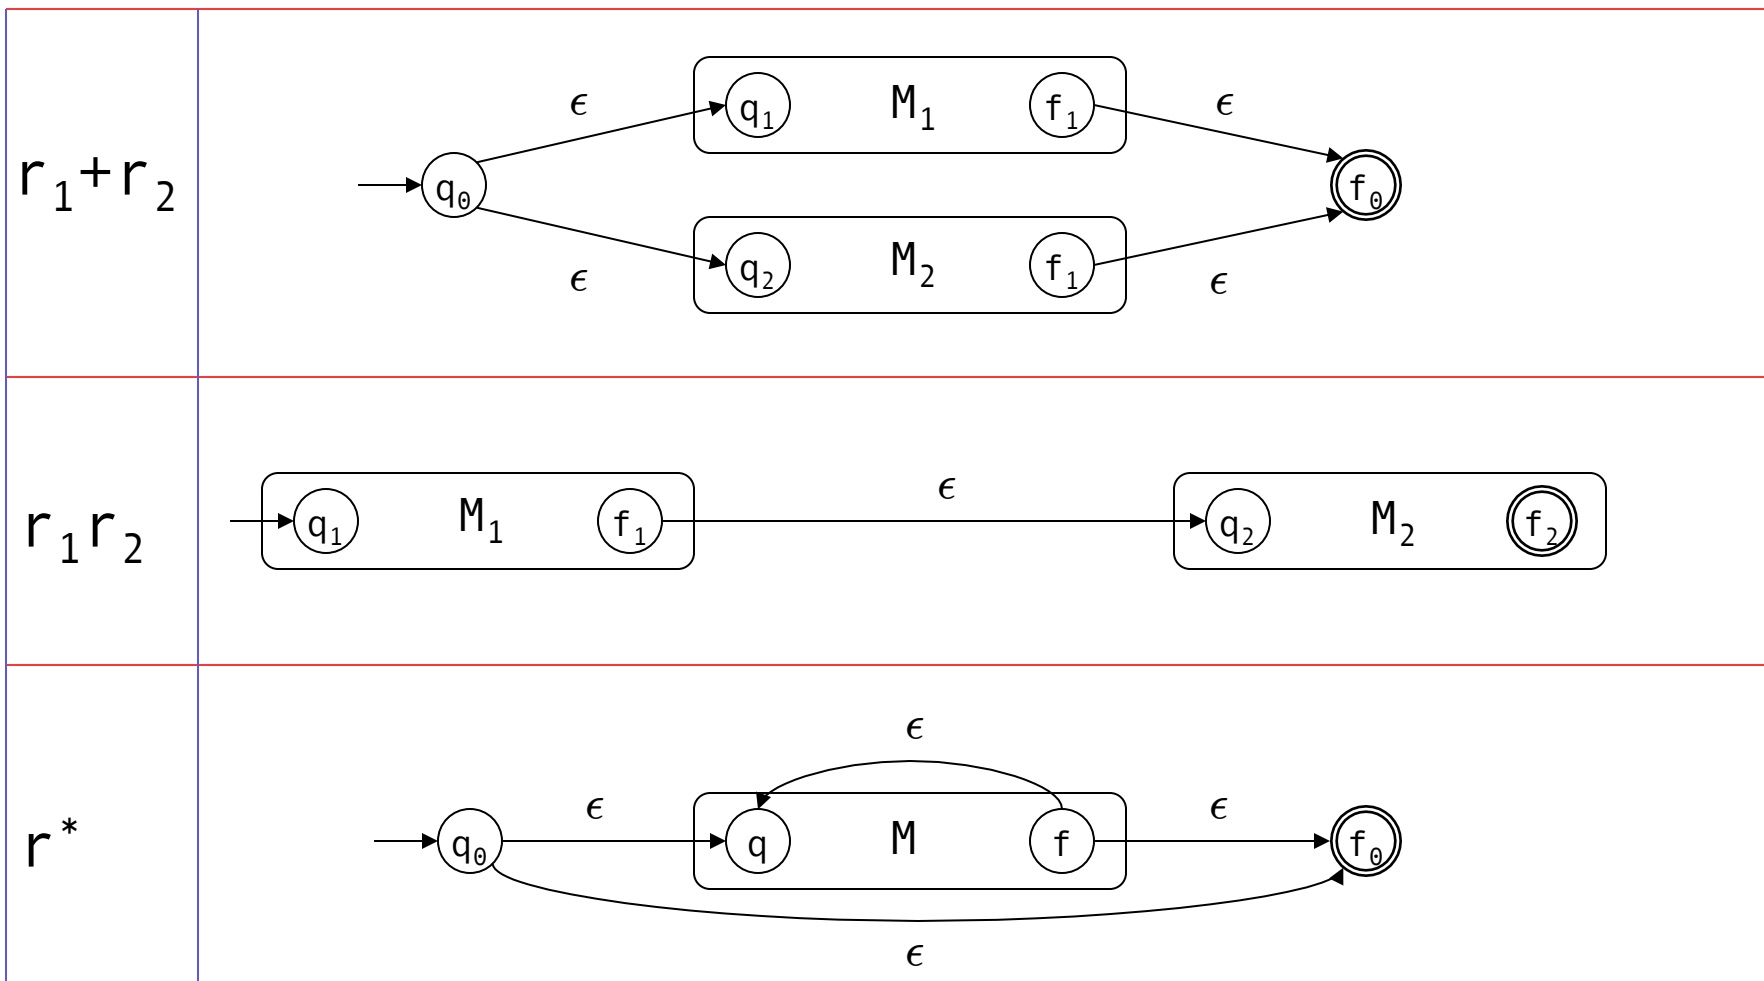 r₁+r₂
ϵ
ϵ
q₁ M₁ f₁
q₀
f₀
q₂ M₂ f₁
ϵ
ϵ
r₁r₂
q₁ M₁ f₁
ϵ
q₂ M₂ f₂
r*
ϵ
q₀
ϵ
q M f
ϵ
f₀
ϵ